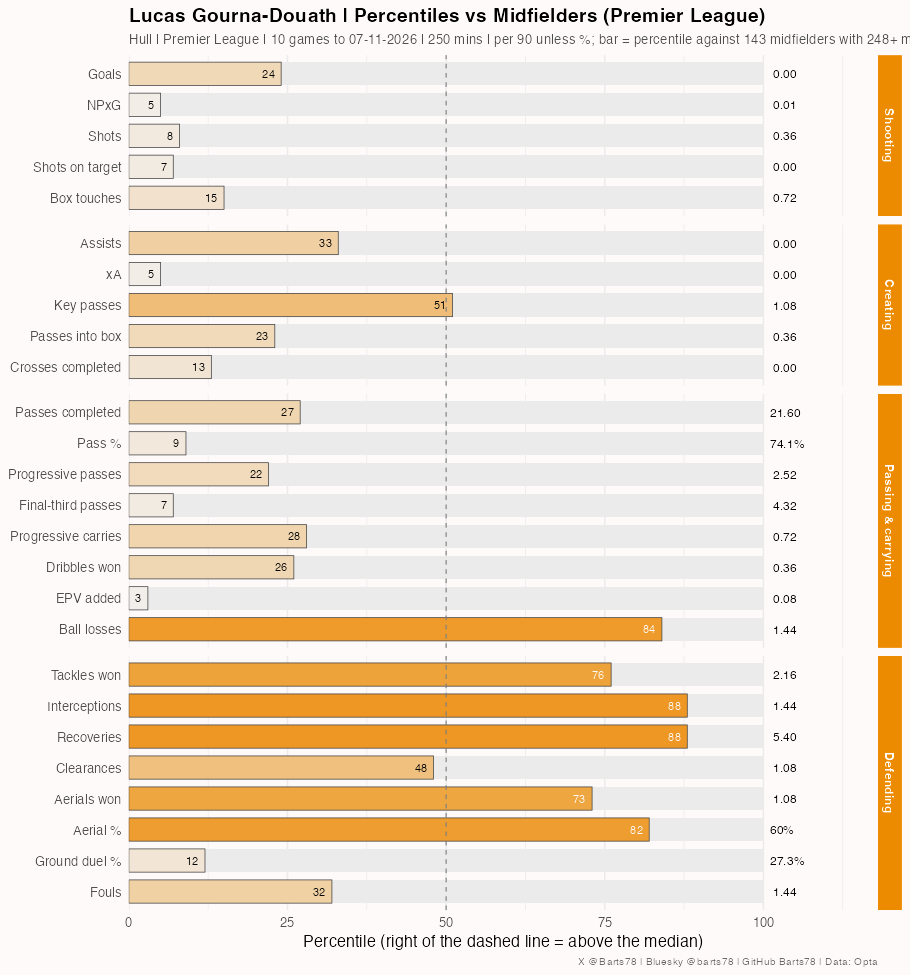 Lucas Gourna-Douath | Percentiles vs Midfielders (Premier League)
Hull | Premier League | 10 games to 07-11-2026 | 250 mins | per 90 unless %; bar = percentile against 143 midfielders with 248+ m
Goals 24 0.00
NPxG 5 0.01
Shots 8 0.36
Shots on target 7 0.00
Box touches 15 0.72
Shooting
Assists 33 0.00
xA 5 0.00
Key passes 51 1.08
Passes into box 23 0.36
Crosses completed 13 0.00
Creating
Passes completed 27 21.60
Pass % 9 74.1%
Progressive passes 22 2.52
Final-third passes 7 4.32
Progressive carries 28 0.72
Dribbles won 26 0.36
EPV added 3 0.08
Ball losses 84 1.44
Passing & carrying
Tackles won 76 2.16
Interceptions 88 1.44
Recoveries 88 5.40
Clearances 48 1.08
Aerials won 73 1.08
Aerial % 82 60%
Ground duel % 12 27.3%
Fouls 32 1.44
Defending
0 25 50 75 100
Percentile (right of the dashed line = above the median)
X @Barts78 | Bluesky @barts78 | GitHub Barts78 | Data: Opta